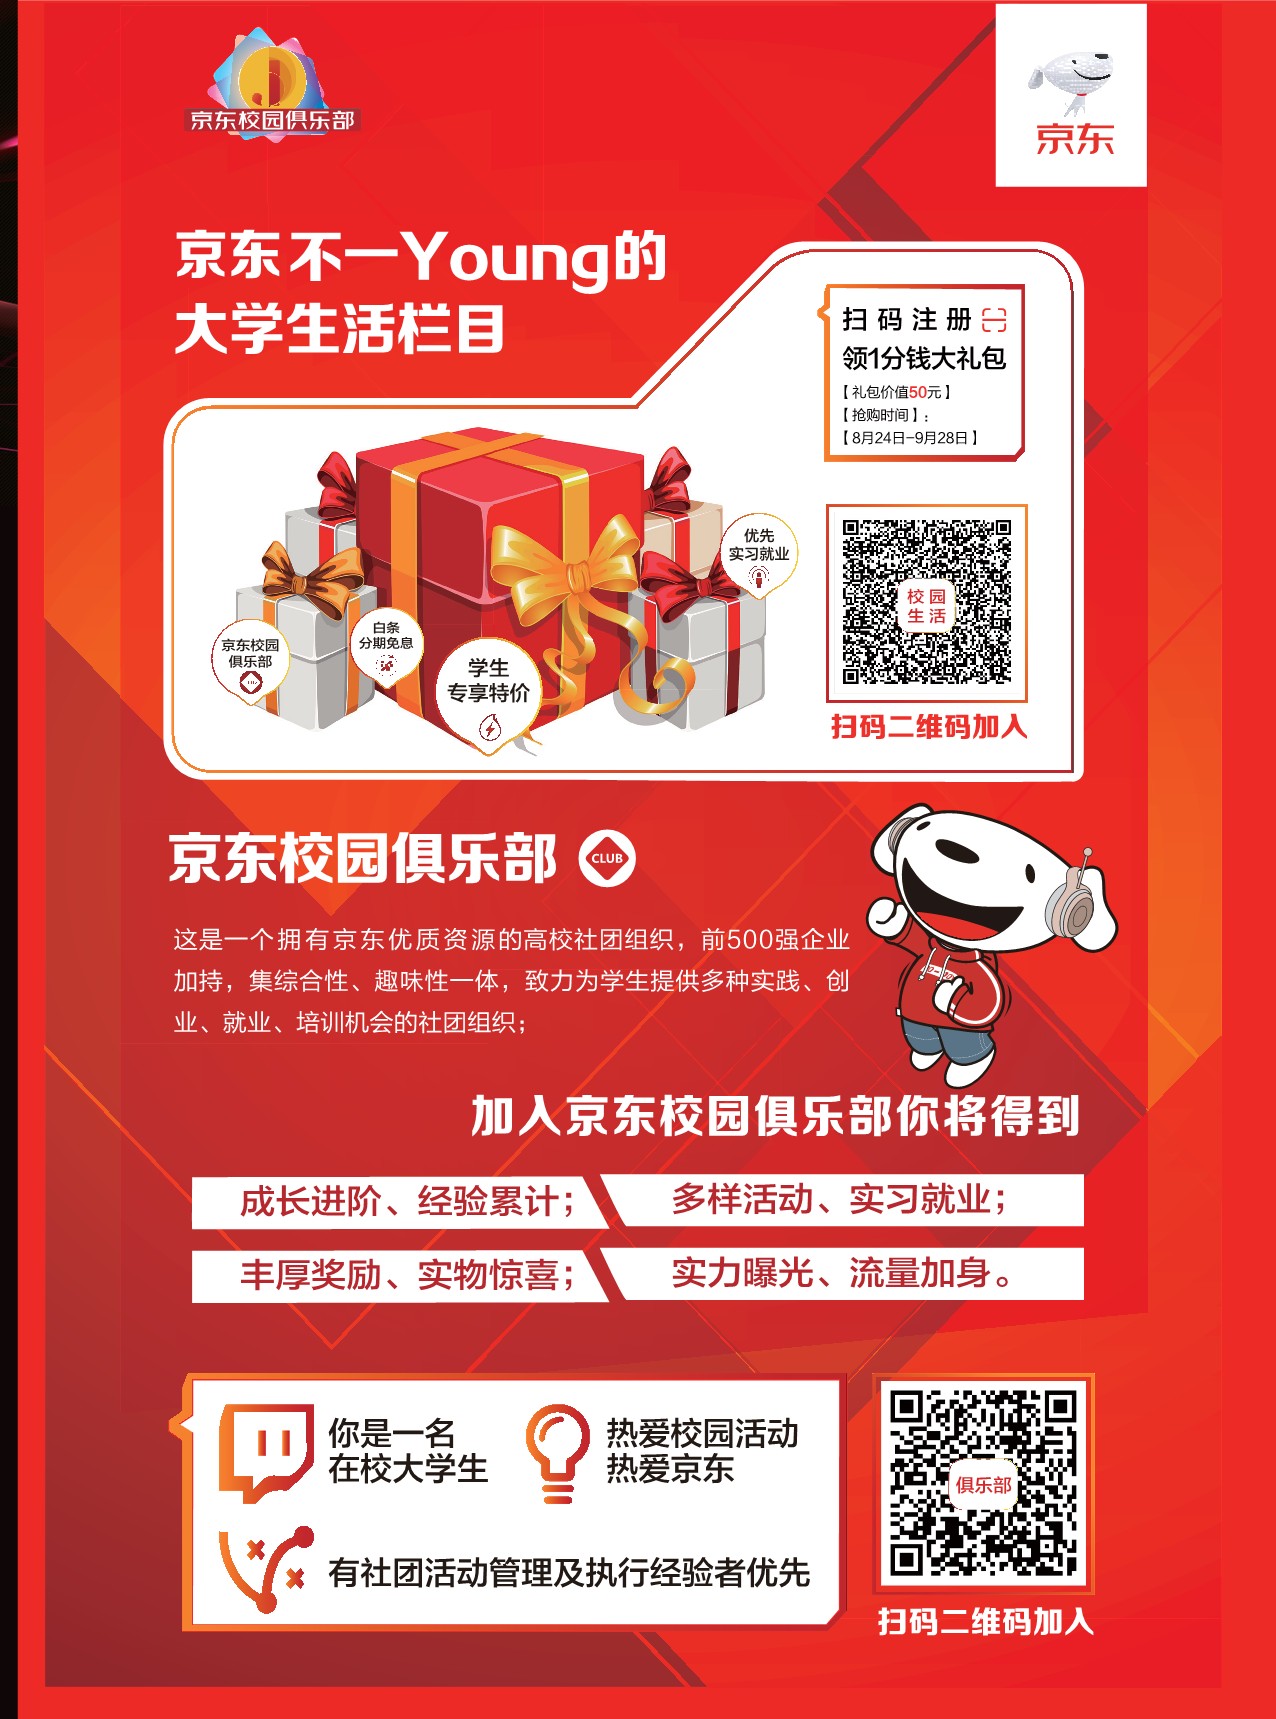 京东校园俱乐部
京东
京东不一Young的
大学生活栏目
扫码注册
领1分钱大礼包
【礼包价值50元】
【抢购时间】:
【8月24日-9月28日】
优先
实习就业
京东校园
俱乐部
白条
分期免息
学生
专享特价
校园
生活
扫码二维码加入
京东校园俱乐部
CLUB
这是一个拥有京东优质资源的高校社团组织，前500强企业
加持，集综合性、趣味性一体，致力为学生提供多种实践、创
业、就业、培训机会的社团组织；
加入京东校园俱乐部你将得到
成长进阶、经验累计；
多样活动、实习就业；
丰厚奖励、实物惊喜；
实力曝光、流量加身。
你是一名
在校大学生
热爱校园活动
热爱京东
有社团活动管理及执行经验者优先
俱乐部
扫码二维码加入